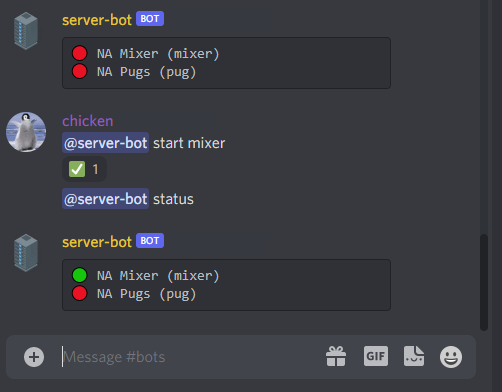 server-bot BOT
NA Mixer (mixer)
NA Pugs (pug)
chicken
@server-bot start mixer
1
@server-bot status
server-bot BOT
NA Mixer (mixer)
NA Pugs (pug)
Message #bots
GIF